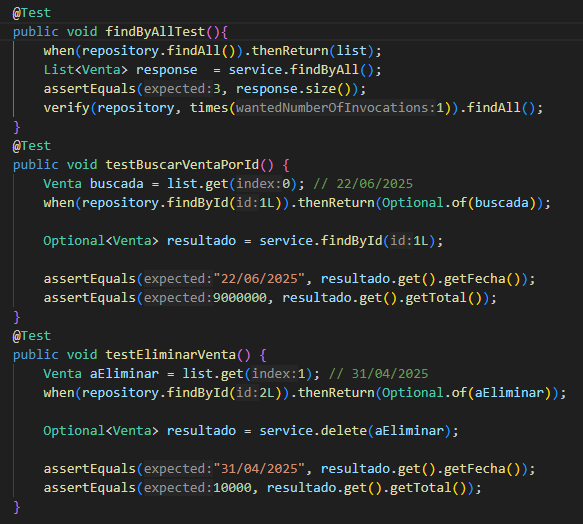 @Test
public void findByAllTest(){
    when(repository.findAll()).thenReturn(list);
    List<Venta> response  = service.findByAll();
    assertEquals(expected:3, response.size());
    verify(repository, times(wantedNumberOfInvocations:1)).findAll();
}
@Test
public void testBuscarVentaPorId() {
    Venta buscada = list.get(index:0); // 22/06/2025
    when(repository.findById(id:1L)).thenReturn(Optional.of(buscada));

    Optional<Venta> resultado = service.findById(id:1L);

    assertEquals(expected:"22/06/2025", resultado.get().getFecha());
    assertEquals(expected:9000000, resultado.get().getTotal());
}
@Test
public void testEliminarVenta() {
    Venta aEliminar = list.get(index:1); // 31/04/2025
    when(repository.findById(id:2L)).thenReturn(Optional.of(aEliminar));

    Optional<Venta> resultado = service.delete(aEliminar);

    assertEquals(expected:"31/04/2025", resultado.get().getFecha());
    assertEquals(expected:10000, resultado.get().getTotal());
}